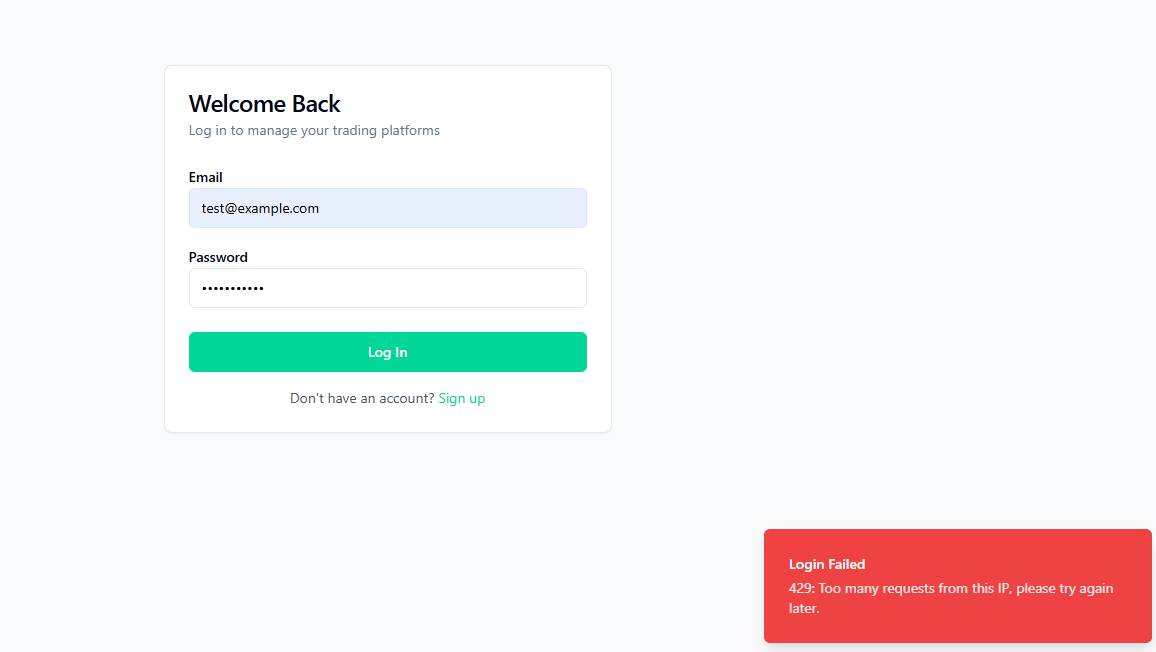 Welcome Back
Log in to manage your trading platforms
Email
test@example.com
Password
•••••••••••
Log In
Don't have an account? Sign up
Login Failed
429: Too many requests from this IP, please try again
later.